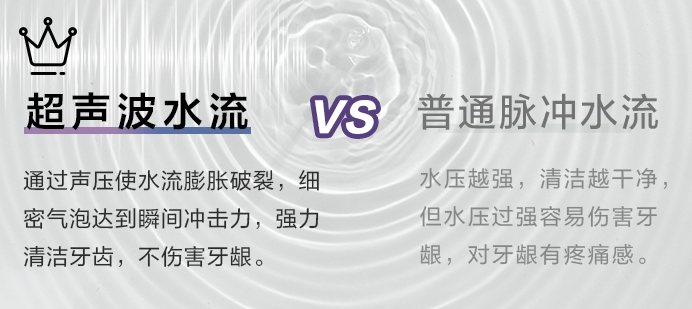 超声波水流
VS
普通脉冲水流
通过声压使水流膨胀破裂，细
密气泡达到瞬间冲击力，强力
清洁牙齿，不伤害牙龈。
水压越强，清洁越干净，
但水压过强容易伤害牙
龈，对牙龈有疼痛感。